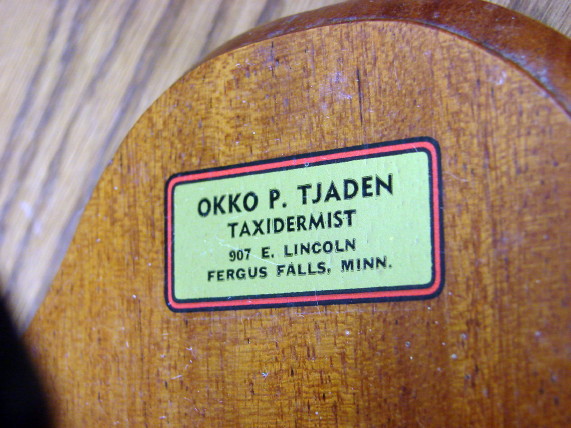 OKKO P. TJADEN
TAXIDERMIST
907 E. LINCOLN
FERGUS FALLS, MINN.